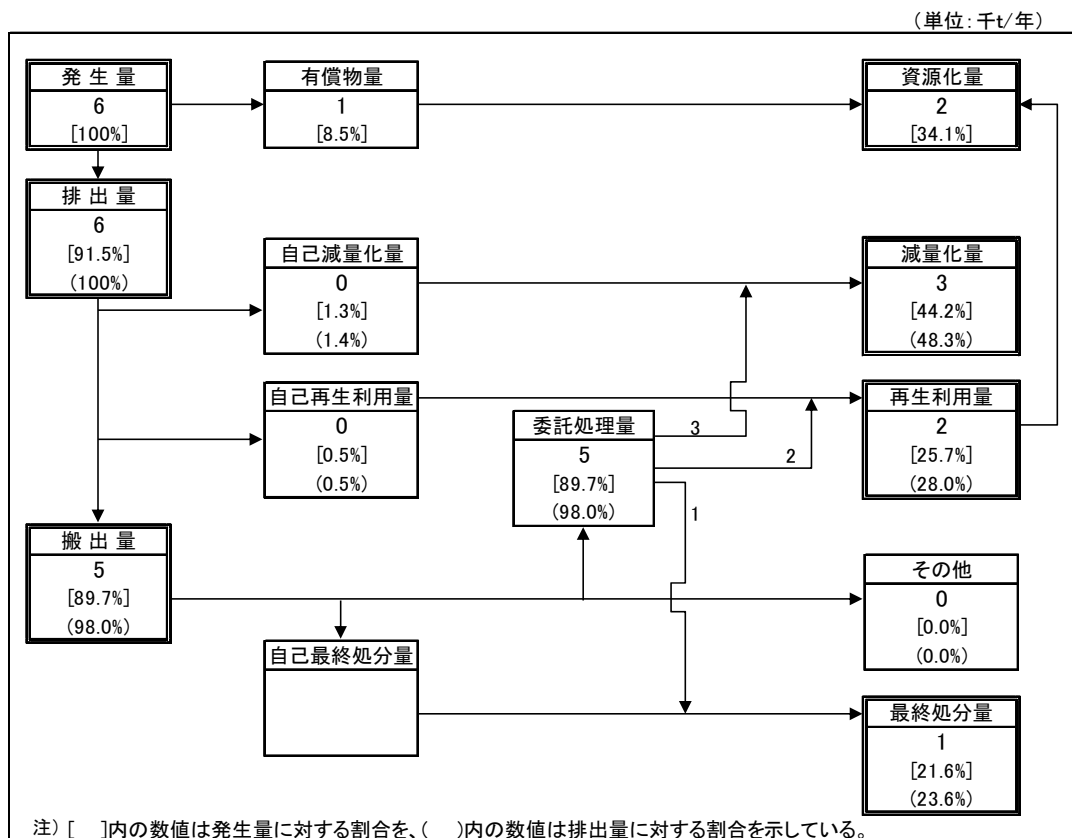 (単位:千t/年)
発生量
6
[100%]
有償物量
1
[8.5%]
資源化量
2
[34.1%]
排出量
6
[91.5%]
(100%)
自己減量化量
0
[1.3%]
(1.4%)
減量化量
3
[44.2%]
(48.3%)
自己再生利用量
0
[0.5%]
(0.5%)
委託処理量
5
[89.7%]
(98.0%)
3
2
1
再生利用量
2
[25.7%]
(28.0%)
搬出量
5
[89.7%]
(98.0%)
その他
0
[0.0%]
(0.0%)
自己最終処分量
最終処分量
1
[21.6%]
(23.6%)
注)[ ]内の数値は発生量に対する割合を、( )内の数値は排出量に対する割合を示している。